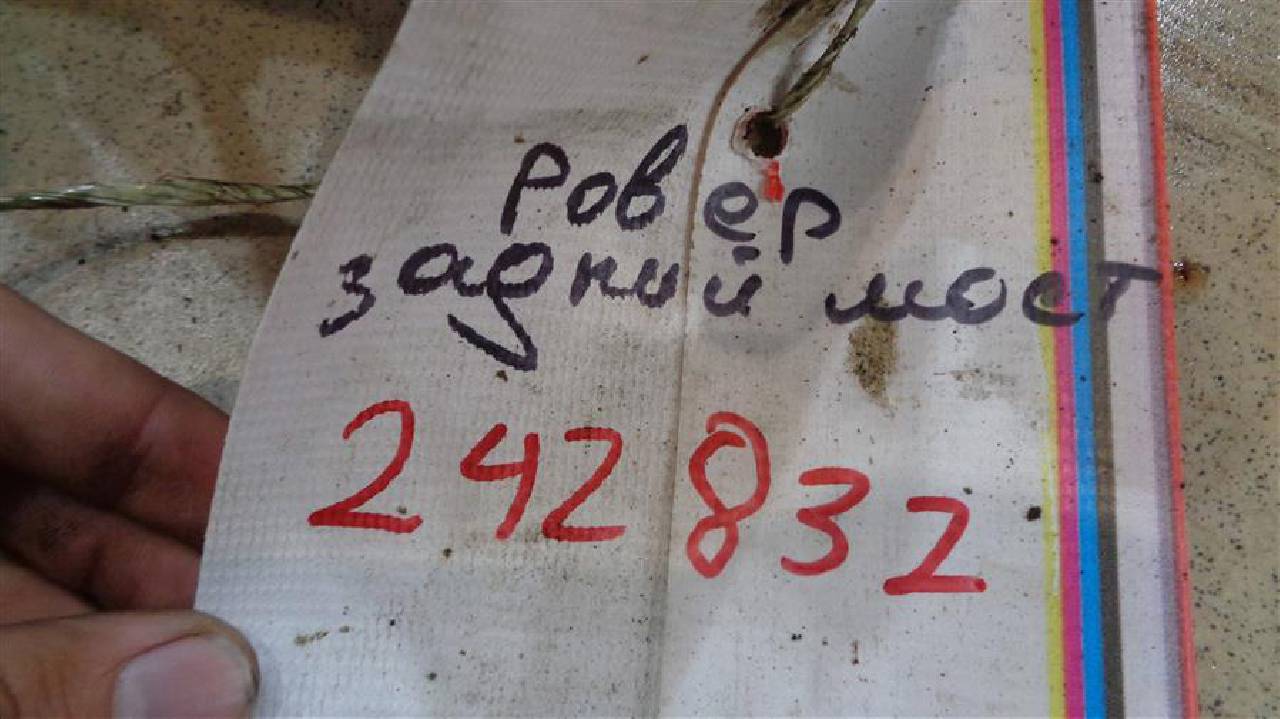 Ровер
задний мост
242832